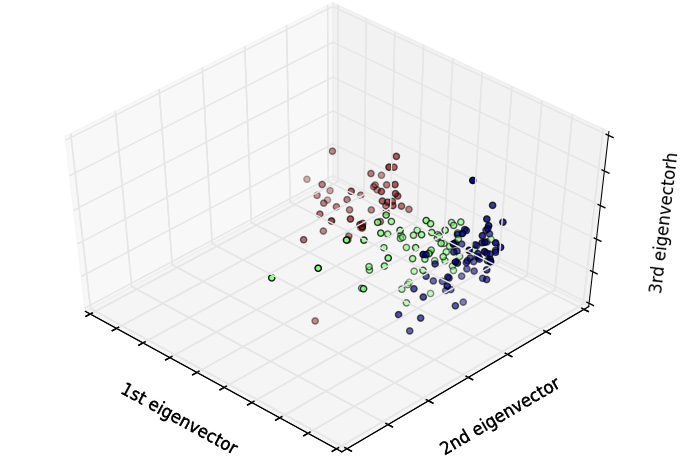 1st eigenvector
2nd eigenvector
3rd eigenvectorh